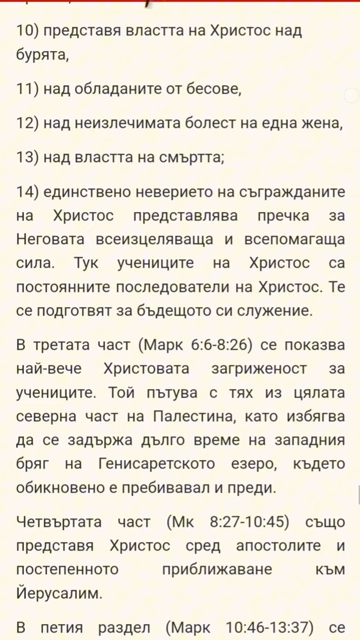 10) представя властта на Христос над
бурята,
11) над обладаните от бесове,
12) над неизлечимата болест на една жена,
13) над властта на смъртта;
14) единствено неверието на съгражданите
на Христос представлява пречка за
Неговата всеизцеляваща и всепомагаща
сила. Тук учениците на Христос са
постоянните последователи на Христос. Те
се подготвят за бъдещото си служение.
В третата част (Марк 6:6-8:26) се показва
най-вече Христовата загриженост за
учениците. Той пътува с тях из цялата
северна част на Палестина, като избягва
да се задържа дълго време на западния
бряг на Генисаретското езеро, където
обикновено е пребивавал и преди.
Четвъртата част (Мк 8:27-10:45) също
представя Христос сред апостолите и
постепенното приближаване към
Йерусалим.
В петия раздел (Марк 10:46-13:37) се